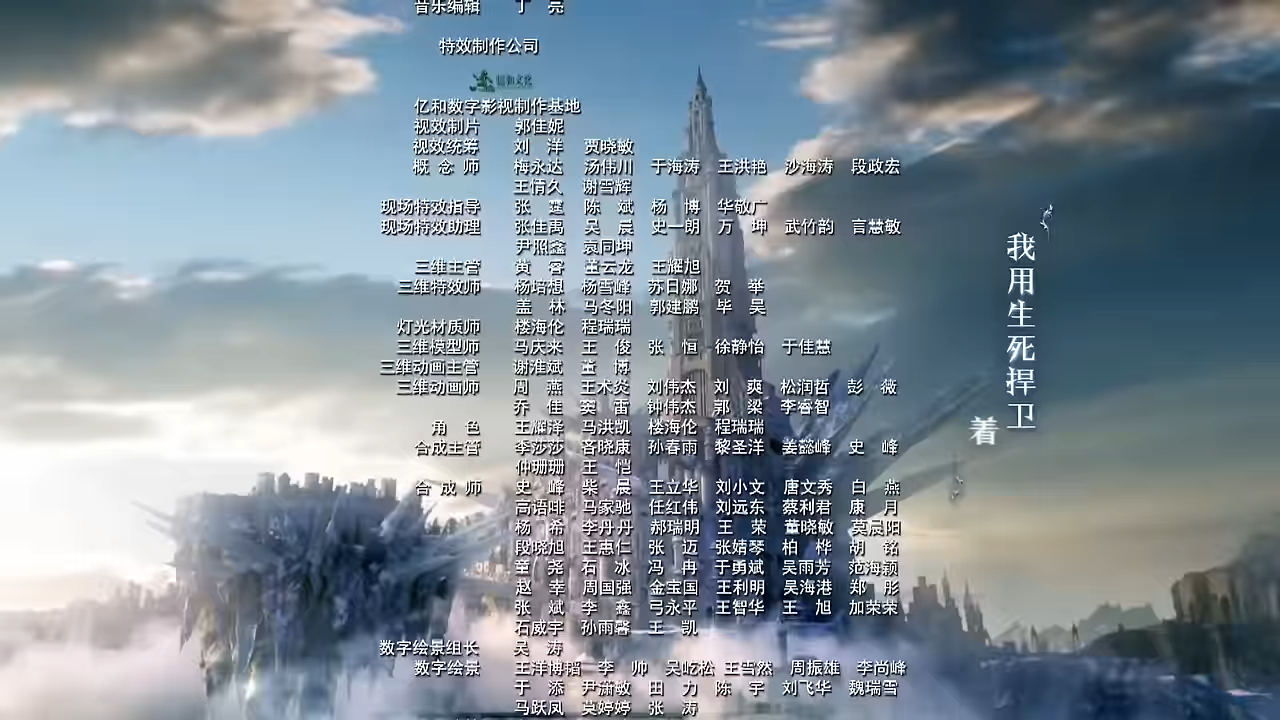 音乐编辑 丁 亮
特效制作公司
亿和数字影视制作基地
视效制片 郭佳妮
视效统筹 刘 洋 贾晓敏
概 念 师 梅永达 汤伟川 于海涛 王洪艳 沙海涛 段政宏
王倩久 谢雪辉
现场特效指导 张 陈 斌 杨 博 华敬广
现场特效助理 张佳禹 吴 晨 史一朗 万 坤 武竹韵 言慧敏
尹照鑫 袁同坤
三维主管 黄 睿 董云龙 王耀旭
三维特效师 杨培想 杨雪峰 苏日娜 贺 举
盖 林 马冬阳 郭建鹏 毕 吴
灯光材质师 楼海伦 程瑞瑞
三维模型师 马庆来 王 俊 张 恒 徐静怡 于佳慧
三维动画主管 谢淮斌 董 博
三维动画师 周 燕 王术炎 刘伟杰 刘 爽 松润哲 彭 薇
乔 佳 窦 雷 钟伟杰 郭 梁 李睿智
角 色 王耀泽 马洪凯 楼海伦 程瑞瑞
合成主管 季莎莎 吝晓康 孙春雨 黎圣洋 姜懿峰 史 峰
仲珊珊 王 恺
合 成 师 史 峰 柴 晨 王立华 刘小文 唐文秀 白 燕
高语啡 马家驰 任红伟 刘远东 蔡利君 康 月
杨 希 李丹丹 郝瑞明 王 荣 董晓敏 莫晨阳
段晓旭 王惠仁 张 迈 张婧琴 柏 桦 胡 铭
董 尧 石 冰 冯 冉 于勇斌 吴雨芳 范海颖
赵 幸 周国强 金宝国 王利明 吴海港 郑 彤
张 斌 李 鑫 弓永平 王智华 王 旭 加荣荣
石威宇 孙雨馨 王 凯
数字绘景组长 吴 涛
数字绘景 王洋博韬 李 帅 吴屹松 王雪然 周振雄 李尚峰
于 添 尹潇敏 田 力 陈 宇 刘飞华 魏瑞雪
马跃凤 莫婷婷 张 涛
我用生死捍卫
着